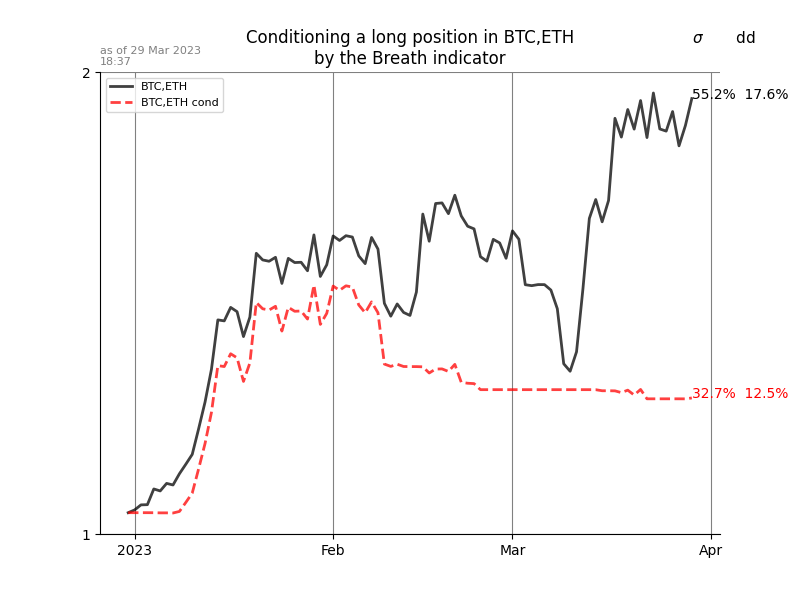 Conditioning a long position in BTC,ETH
by the Breath indicator
σ dd
as of 29 Mar 2023
18:37
2
BTC,ETH
BTC,ETH cond
55.2% 17.6%
32.7% 12.5%
1
2023 Feb Mar Apr